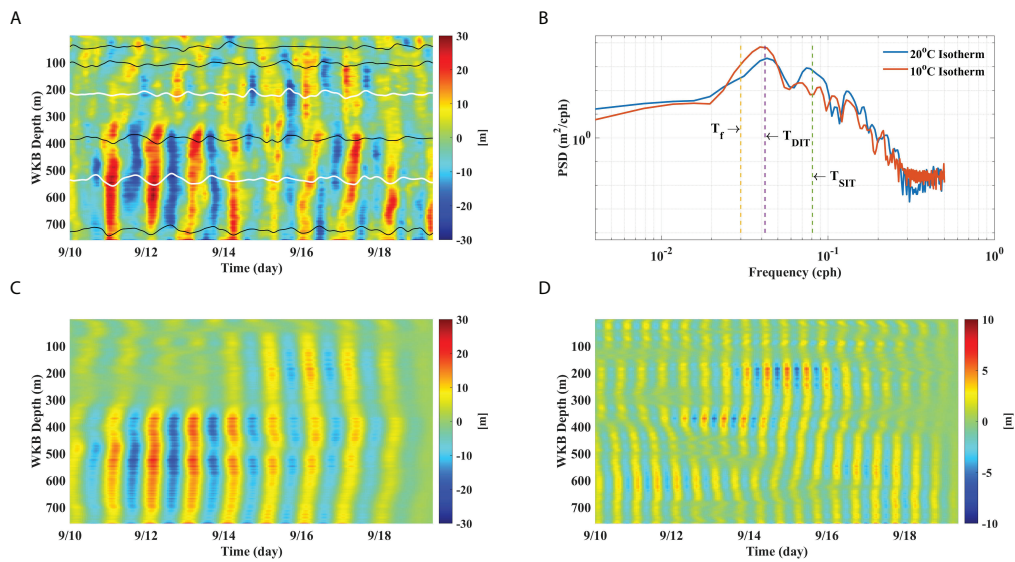 A
WKB Depth (m)
100
200
300
400
500
600
700
9/10
9/12
9/14
9/16
9/18
Time (day)
30
20
10
0
-10
-20
-30
[m]
B
PSD (m²/cph)
10⁰
20°C Isotherm
10°C Isotherm
T_f
T_DIT
T_SIT
10⁻²
10⁻¹
10⁰
Frequency (cph)
C
WKB Depth (m)
100
200
300
400
500
600
700
9/10
9/12
9/14
9/16
9/18
Time (day)
30
20
10
0
-10
-20
-30
[m]
D
WKB Depth (m)
100
200
300
400
500
600
700
9/10
9/12
9/14
9/16
9/18
Time (day)
10
5
0
-5
-10
[m]